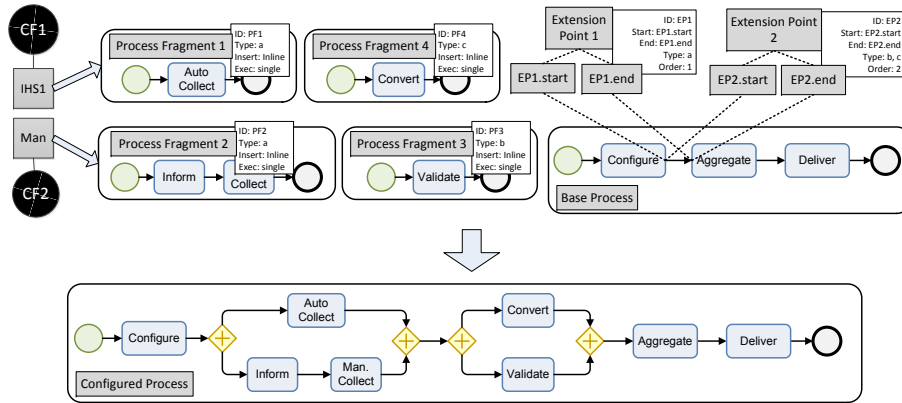 CF1
IHS1
Man
CF2
Process Fragment 1
ID: PF1
Type: a
Insert: Inline
Exec: single
Auto
Collect
Process Fragment 4
ID: PF4
Type: c
Insert: Inline
Exec: single
Convert
Extension
Point 1
ID: EP1
Start: EP1.start
End: EP1.end
Type: a
Order: 1
EP1.start
EP1.end
Extension Point
2
ID: EP2
Start: EP2.start
End: EP2.end
Type: b, c
Order: 2
EP2.start
EP2.end
Process Fragment 2
ID: PF2
Type: a
Insert: Inline
Exec: single
Inform
Collect
Process Fragment 3
ID: PF3
Type: b
Insert: Inline
Exec: single
Validate
Configure
Aggregate
Deliver
Base Process
Configure
Auto
Collect
Inform
Man.
Collect
Convert
Validate
Aggregate
Deliver
Configured Process